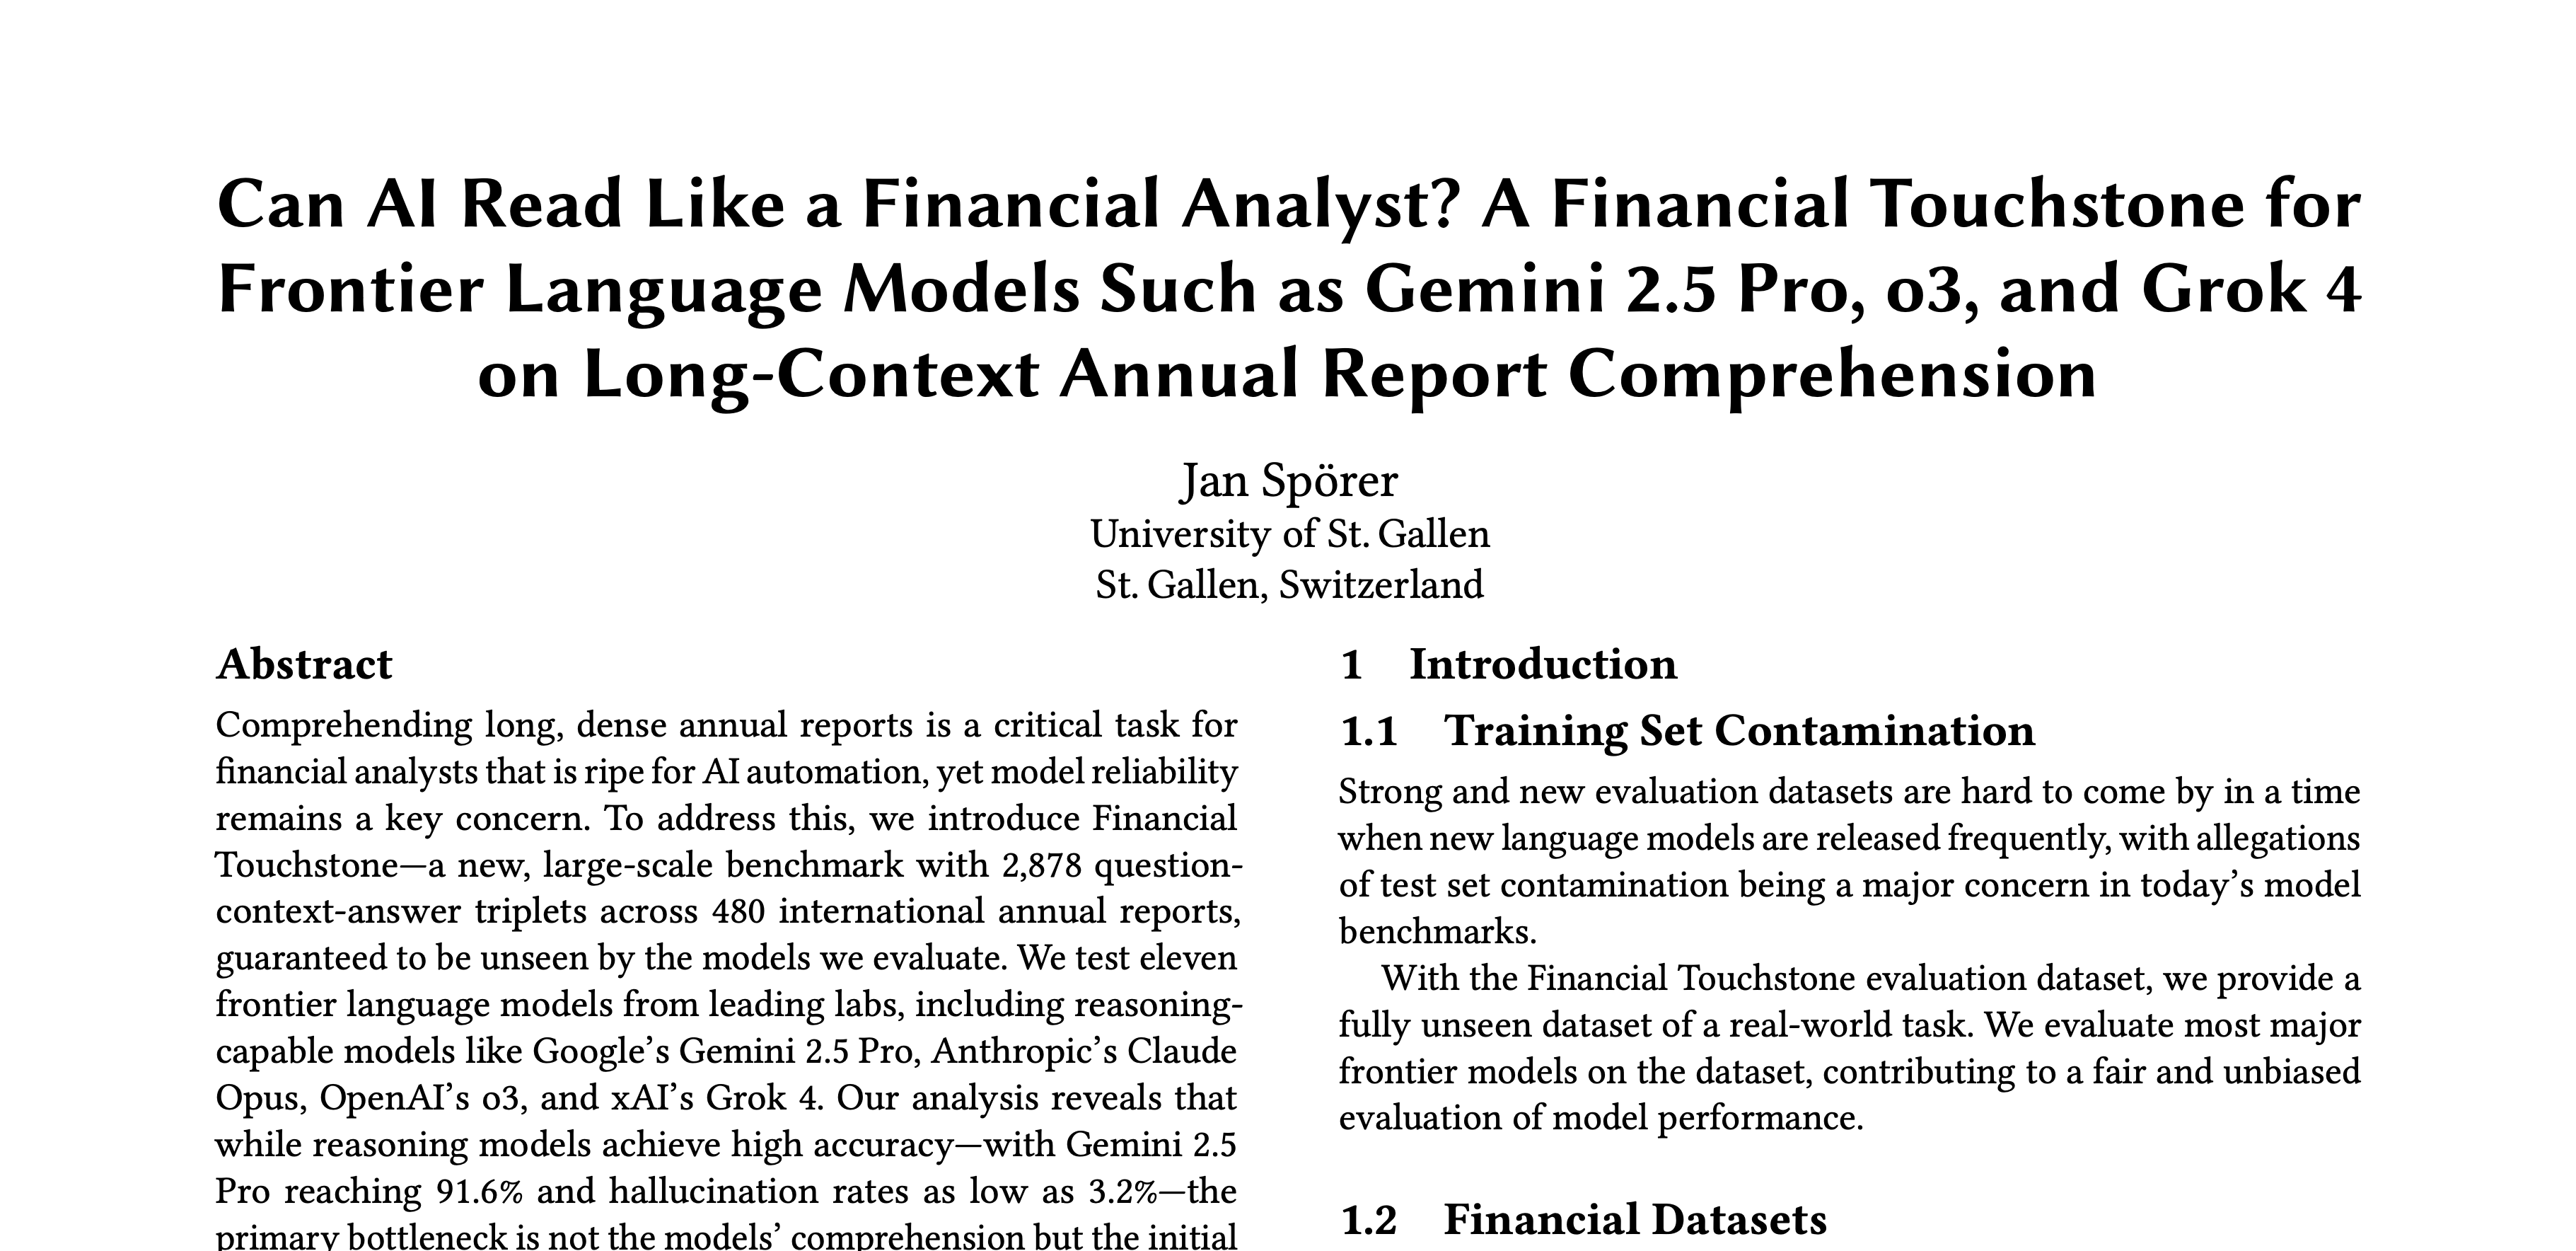 Can AI Read Like a Financial Analyst? A Financial Touchstone for
Frontier Language Models Such as Gemini 2.5 Pro, o3, and Grok 4
on Long-Context Annual Report Comprehension
Jan Spörer
University of St. Gallen
St. Gallen, Switzerland
Abstract
Comprehending long, dense annual reports is a critical task for
financial analysts that is ripe for AI automation, yet model reliability
remains a key concern. To address this, we introduce Financial
Touchstone—a new, large-scale benchmark with 2,878 question-
context-answer triplets across 480 international annual reports,
guaranteed to be unseen by the models we evaluate. We test eleven
frontier language models from leading labs, including reasoning-
capable models like Google’s Gemini 2.5 Pro, Anthropic’s Claude
Opus, OpenAI’s o3, and xAI’s Grok 4. Our analysis reveals that
while reasoning models achieve high accuracy—with Gemini 2.5
Pro reaching 91.6% and hallucination rates as low as 3.2%—the
primary bottleneck is not the models’ comprehension but the initial
1 Introduction
1.1 Training Set Contamination
Strong and new evaluation datasets are hard to come by in a time
when new language models are released frequently, with allegations
of test set contamination being a major concern in today’s model
benchmarks.
With the Financial Touchstone evaluation dataset, we provide a
fully unseen dataset of a real-world task. We evaluate most major
frontier models on the dataset, contributing to a fair and unbiased
evaluation of model performance.
1.2 Financial Datasets